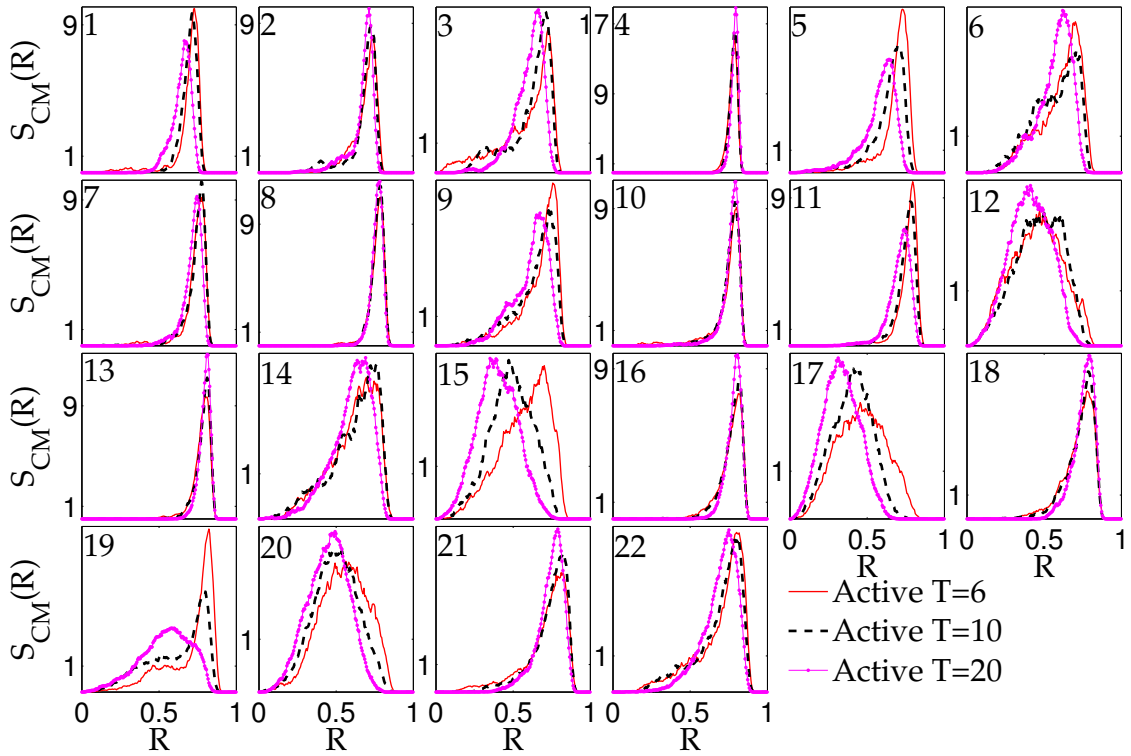 9 1 9 2 3 17 4 5 6
S_CM(R) 9
1 1 1 1 1
7 8 9 10 11 12
9 9 9 9
S_CM(R) 1
1 1 1 1 1
13 14 15 16 17 18
9 9
S_CM(R) 1 1 1
1 1 1
0 0.5 1 0 0.5 1
19 20 21 22 R R
S_CM(R) Active T=6
1 1 1 Active T=10
1 Active T=20
0 0.5 1 0 0.5 1 0 0.5 1 0 0.5 1
R R R R